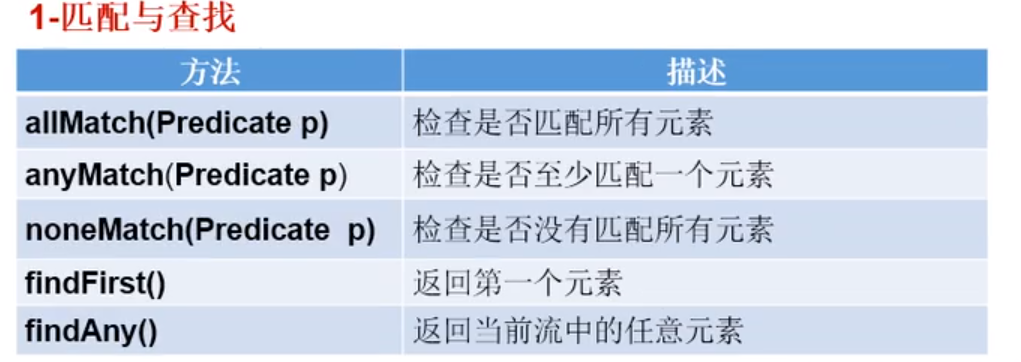 1-匹配与查找
方法 描述
allMatch(Predicate p) 检查是否匹配所有元素
anyMatch(Predicate p) 检查是否至少匹配一个元素
noneMatch(Predicate  p) 检查是否没有匹配所有元素
findFirst() 返回第一个元素
findAny() 返回当前流中的任意元素